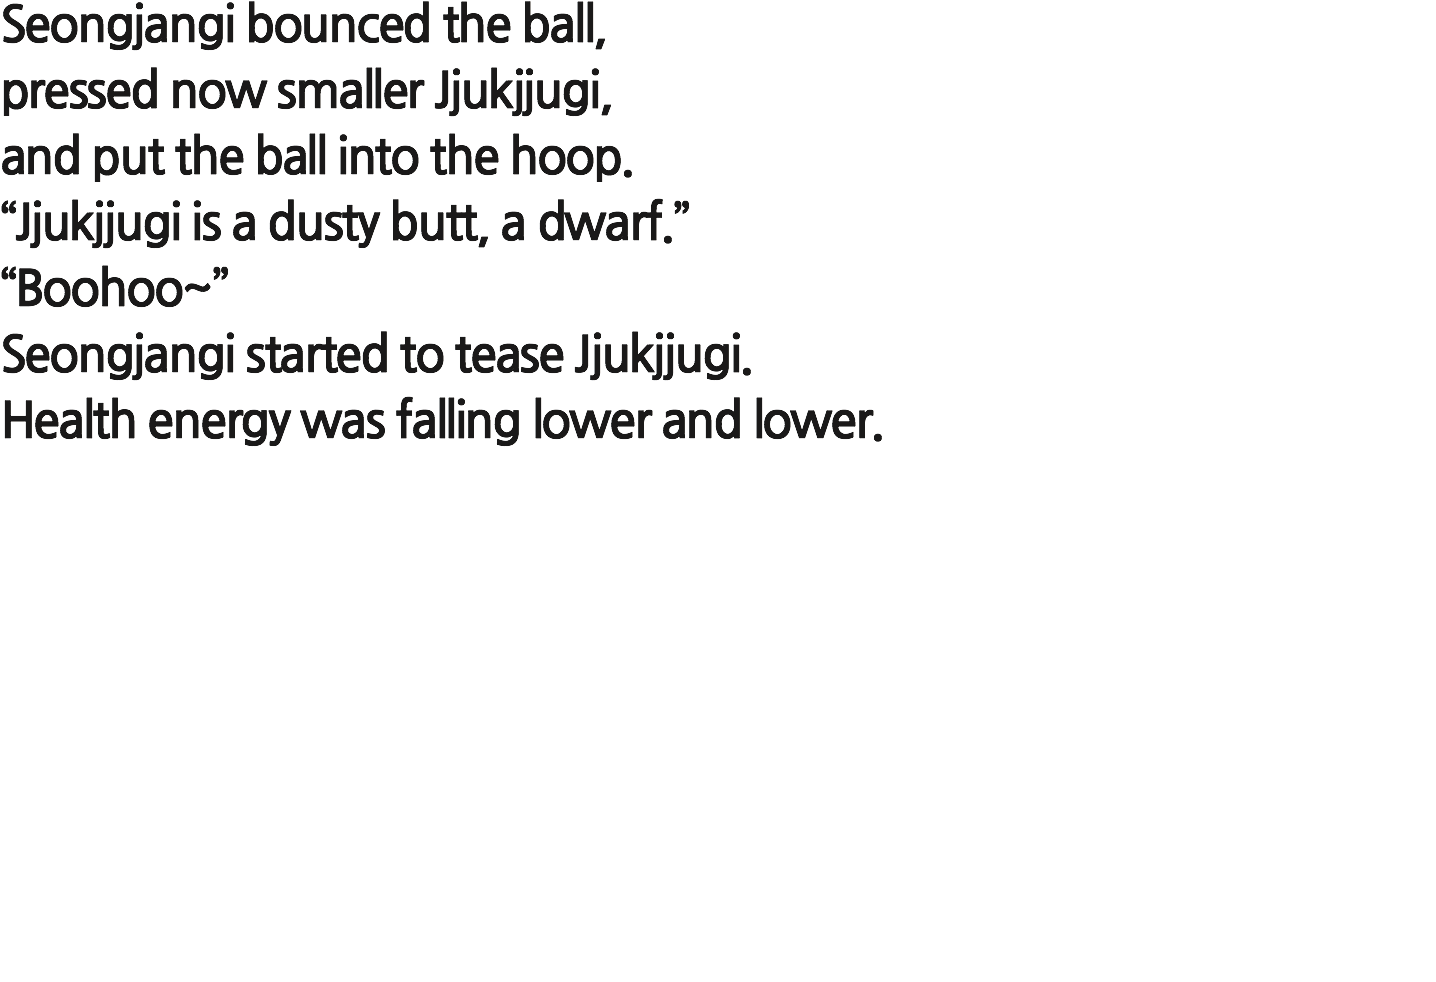 Seongjangi bounced the ball,
pressed now smaller Jjukjjugi,
and put the ball into the hoop.
“Jjukjjugi is a dusty butt, a dwarf.”
“Boohoo~”
Seongjangi started to tease Jjukjjugi.
Health energy was falling lower and lower.